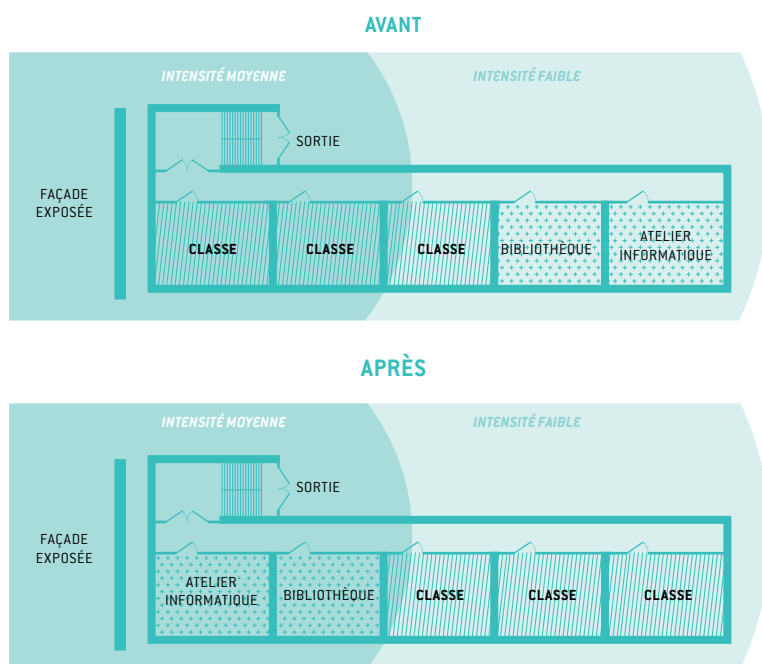 AVANT
INTENSITÉ MOYENNE
INTENSITÉ FAIBLE
SORTIE
FAÇADE
EXPOSÉE
CLASSE
CLASSE
CLASSE
BIBLIOTHÈQUE
ATELIER
INFORMATIQUE
APRÈS
INTENSITÉ MOYENNE
INTENSITÉ FAIBLE
SORTIE
FAÇADE
EXPOSÉE
ATELIER
INFORMATIQUE
BIBLIOTHÈQUE
CLASSE
CLASSE
CLASSE